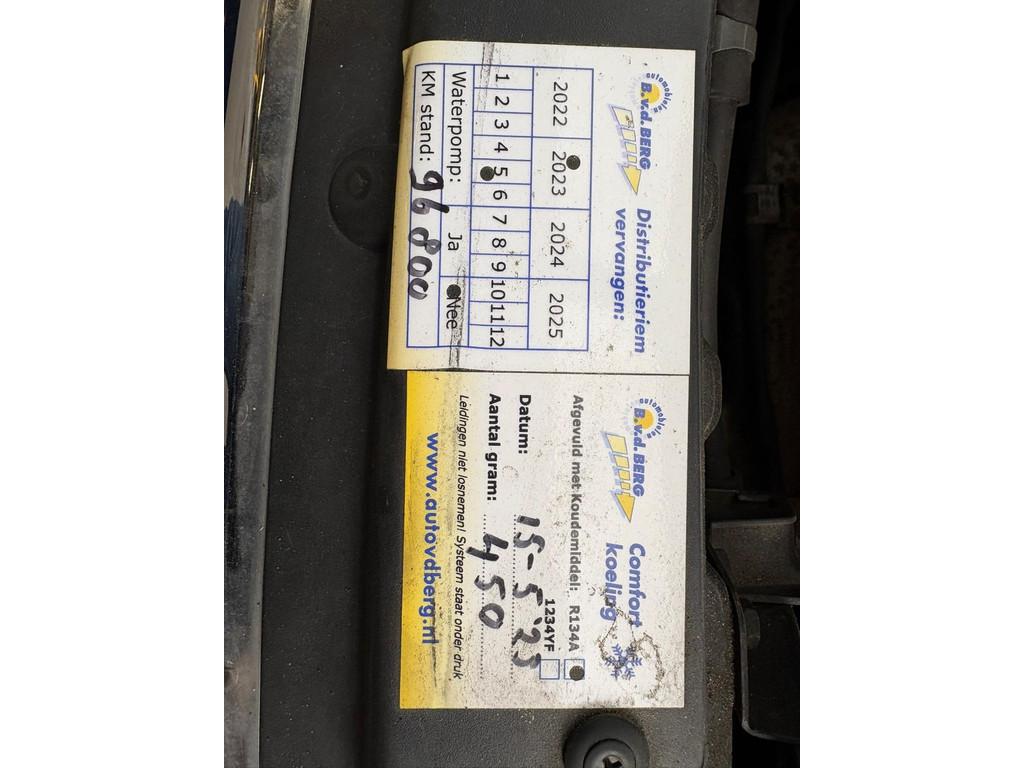 automobielen
B.v.d. BERG
Distributieriem
vervangen:
2022 2023 2024 2025
1 2 3 4 5 6 7 8 9 10 11 12
Waterpomp: Ja Nee
KM stand: 96 800
automobielen
B.v.d. BERG
Comfort
koeling
Afgevuld met Koudemiddel: R134A
1234YF
Datum: 15-5'23
Aantal gram: 450
Leidingen niet losnemen! Systeem staat onder druk
www.autovdberg.nl